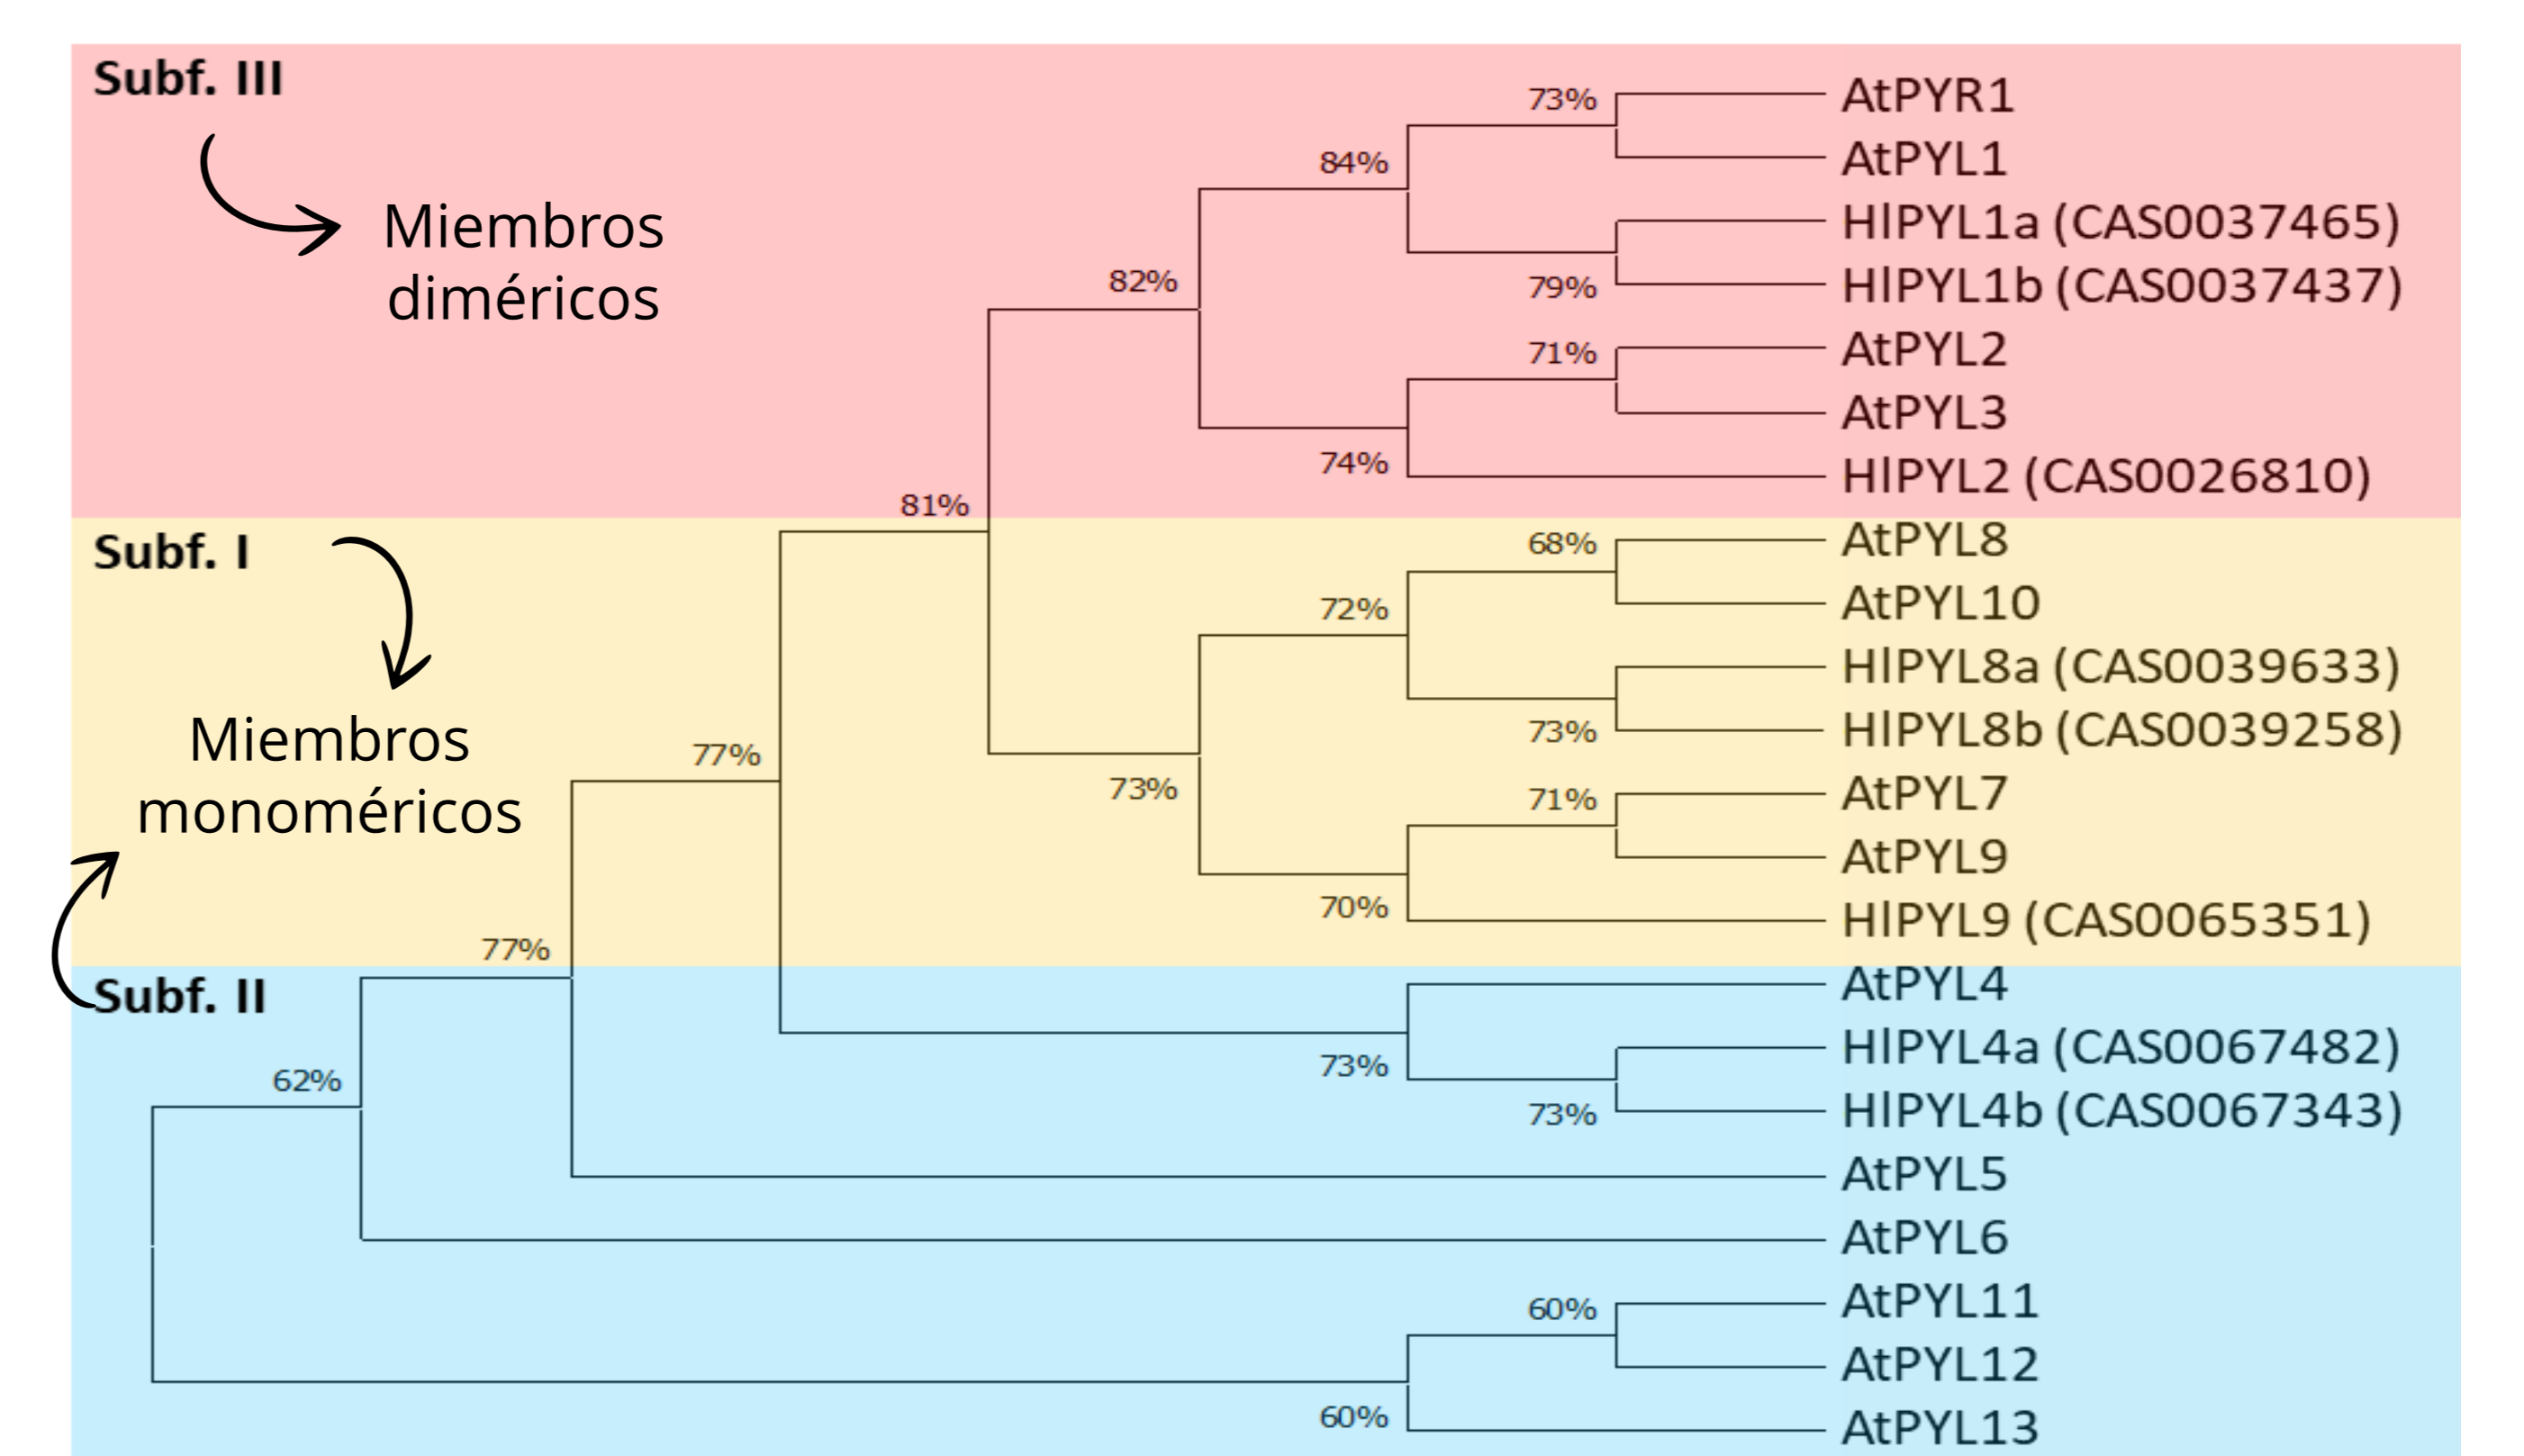 Subf. III
Miembros
diméricos
73%
AtPYR1
84%
AtPYL1
HlPYL1a (CAS0037465)
82%
79%
HlPYL1b (CAS0037437)
71%
AtPYL2
AtPYL3
74%
HlPYL2 (CAS0026810)
81%
Subf. I
68%
AtPYL8
72%
AtPYL10
HlPYL8a (CAS0039633)
Miembros
monoméricos
77%
73%
HlPYL8b (CAS0039258)
73%
71%
AtPYL7
AtPYL9
70%
HlPYL9 (CAS0065351)
77%
Subf. II
AtPYL4
62%
73%
HlPYL4a (CAS0067482)
73%
HlPYL4b (CAS0067343)
AtPYL5
AtPYL6
60%
AtPYL11
AtPYL12
60%
AtPYL13